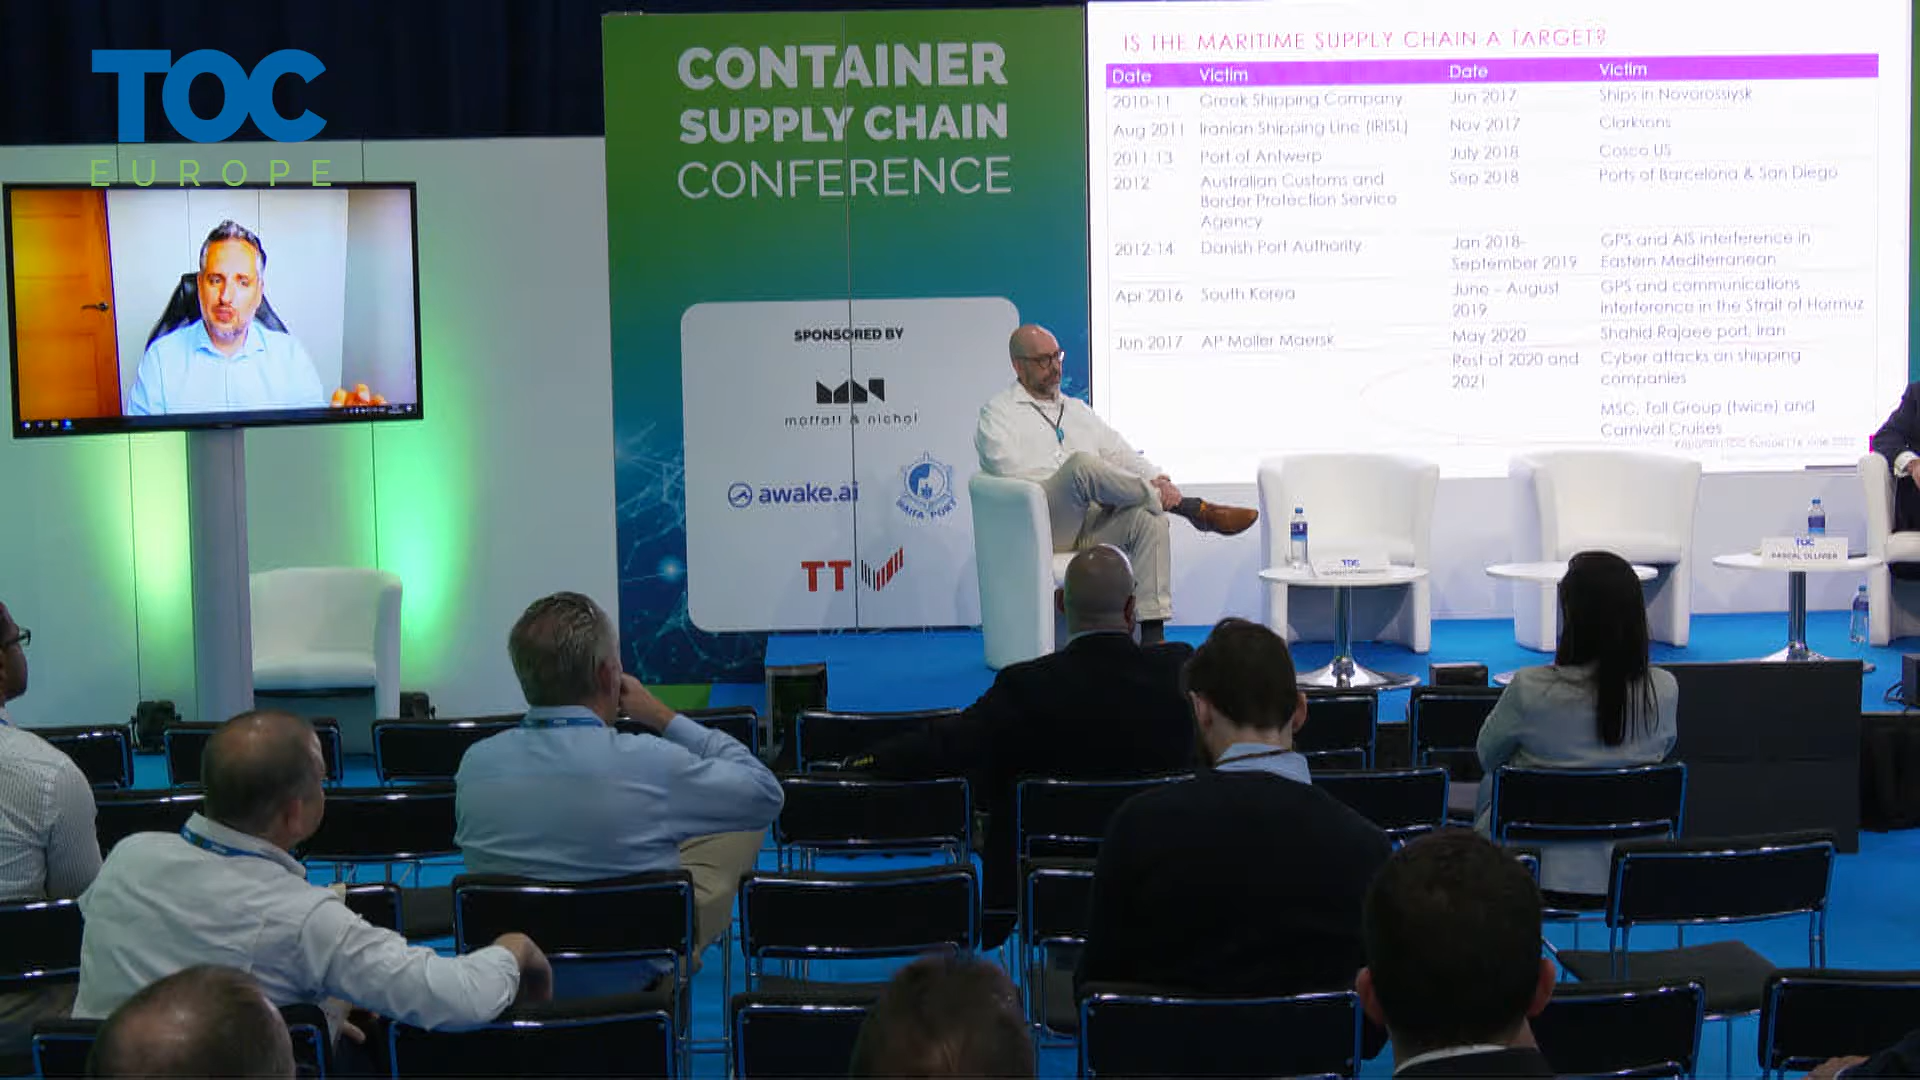 TOC
EUROPE
CONTAINER
SUPPLY CHAIN
CONFERENCE
SPONSORED BY
moffatt & nichol
awake.ai
HAIFA PORT
TT
IS THE MARITIME SUPPLY CHAIN A TARGET?
Date Victim Date Victim
2010-11 Greek Shipping Company Jun 2017 Ships in Novorossiysk
Aug 2011 Iranian Shipping Line (IRISL) Nov 2017 Clarksons
2011-13 Port of Antwerp July 2018 Cosco US
2012 Australian Customs and Sep 2018 Ports of Barcelona & San Diego
Border Protection Service
Agency
2012-14 Danish Port Authority Jan 2018- GPS and AIS interference in
September 2019 Eastern Mediterranean
Apr 2016 South Korea June – August GPS and communications
2019 interference in the Strait of Hormuz
Jun 2017 AP Moller Maersk May 2020 Shahid Rajaee port, Iran
Rest of 2020 and Cyber attacks on shipping
2021 companies
MSC, Toll Group (twice) and
Carnival Cruises
TOC
TOC
PASCAL OLLIVIER